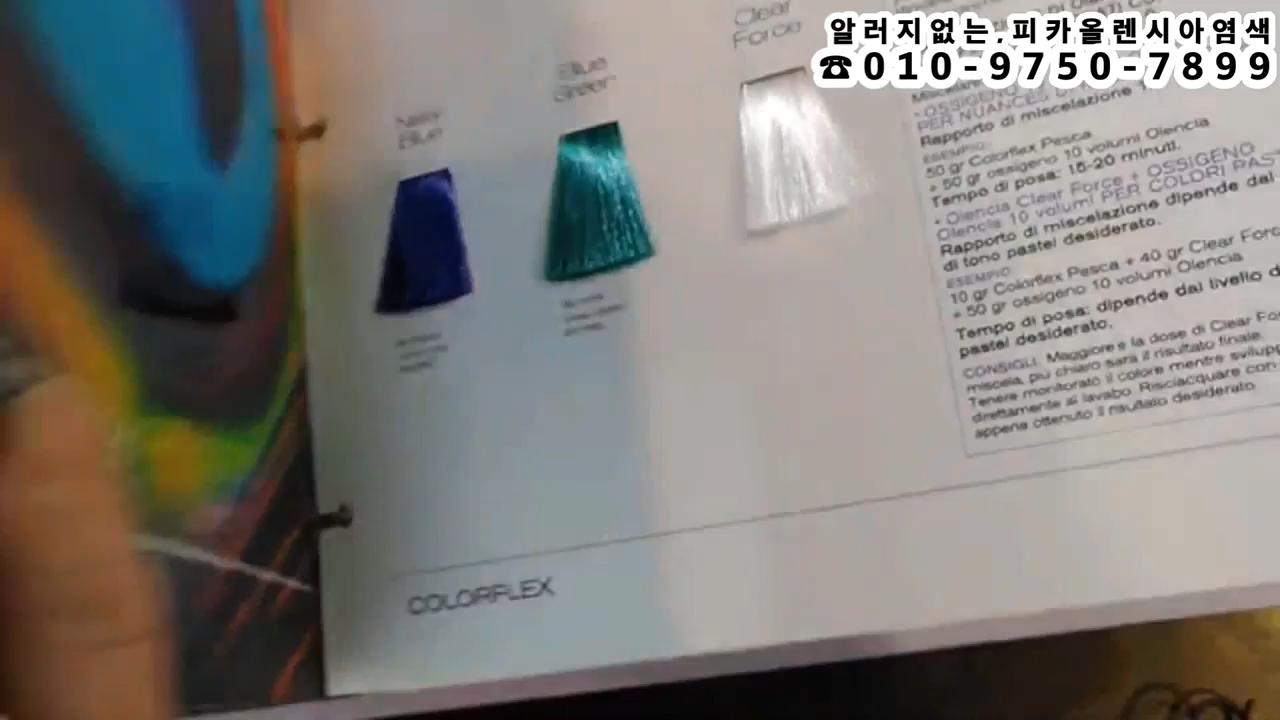 알러지없는,피카올렌시아염색
☎010-9750-7899
Clear
Force
Blue
Green
Navy
Blue
PER NUANCES
Rapporto di miscelazione
ESEMPIO:
50 gr Colorflex Pesca
+ 50 gr ossigeno 10 volumi Olencia
Tempo di posa: 15-20 minuti.
• Olencia Clear Force + OSSIGENO
Olencia 10 volumi PER COLORI
Rapporto di miscelazione dipende dal
di tono pastel desiderato.
ESEMPIO
10 gr Colorflex Pesca + 40 gr Clear
+ 50 gr ossigeno 10 volumi Olencia
Tempo di posa: dipende dal livello
pastel desiderato.
CONSIGLI: Maggiore è la dose di Clear
miscela, più chiaro sarà il risultato finale.
Tenere monitorato il colore mentre
direttamente al lavabo. Risciacquare con
appena ottenuto il risultato desiderato
COLORFLEX